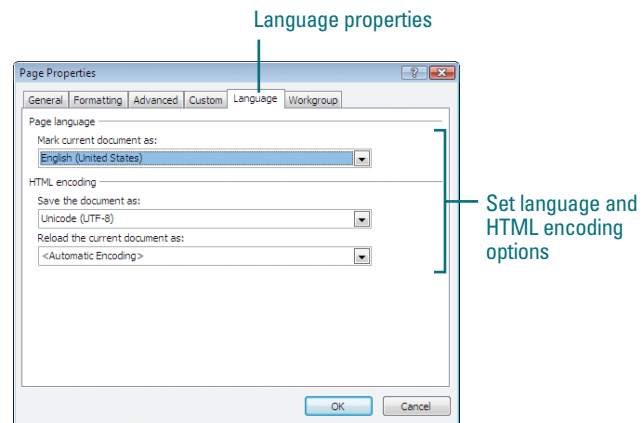 Language properties
Page Properties
General Formatting Advanced Custom Language Workgroup
Page language
Mark current document as:
English (United States)
HTML encoding
Save the document as:
Unicode (UTF-8)
Reload the current document as:
<Automatic Encoding>
Set language and
HTML encoding
options
OK Cancel